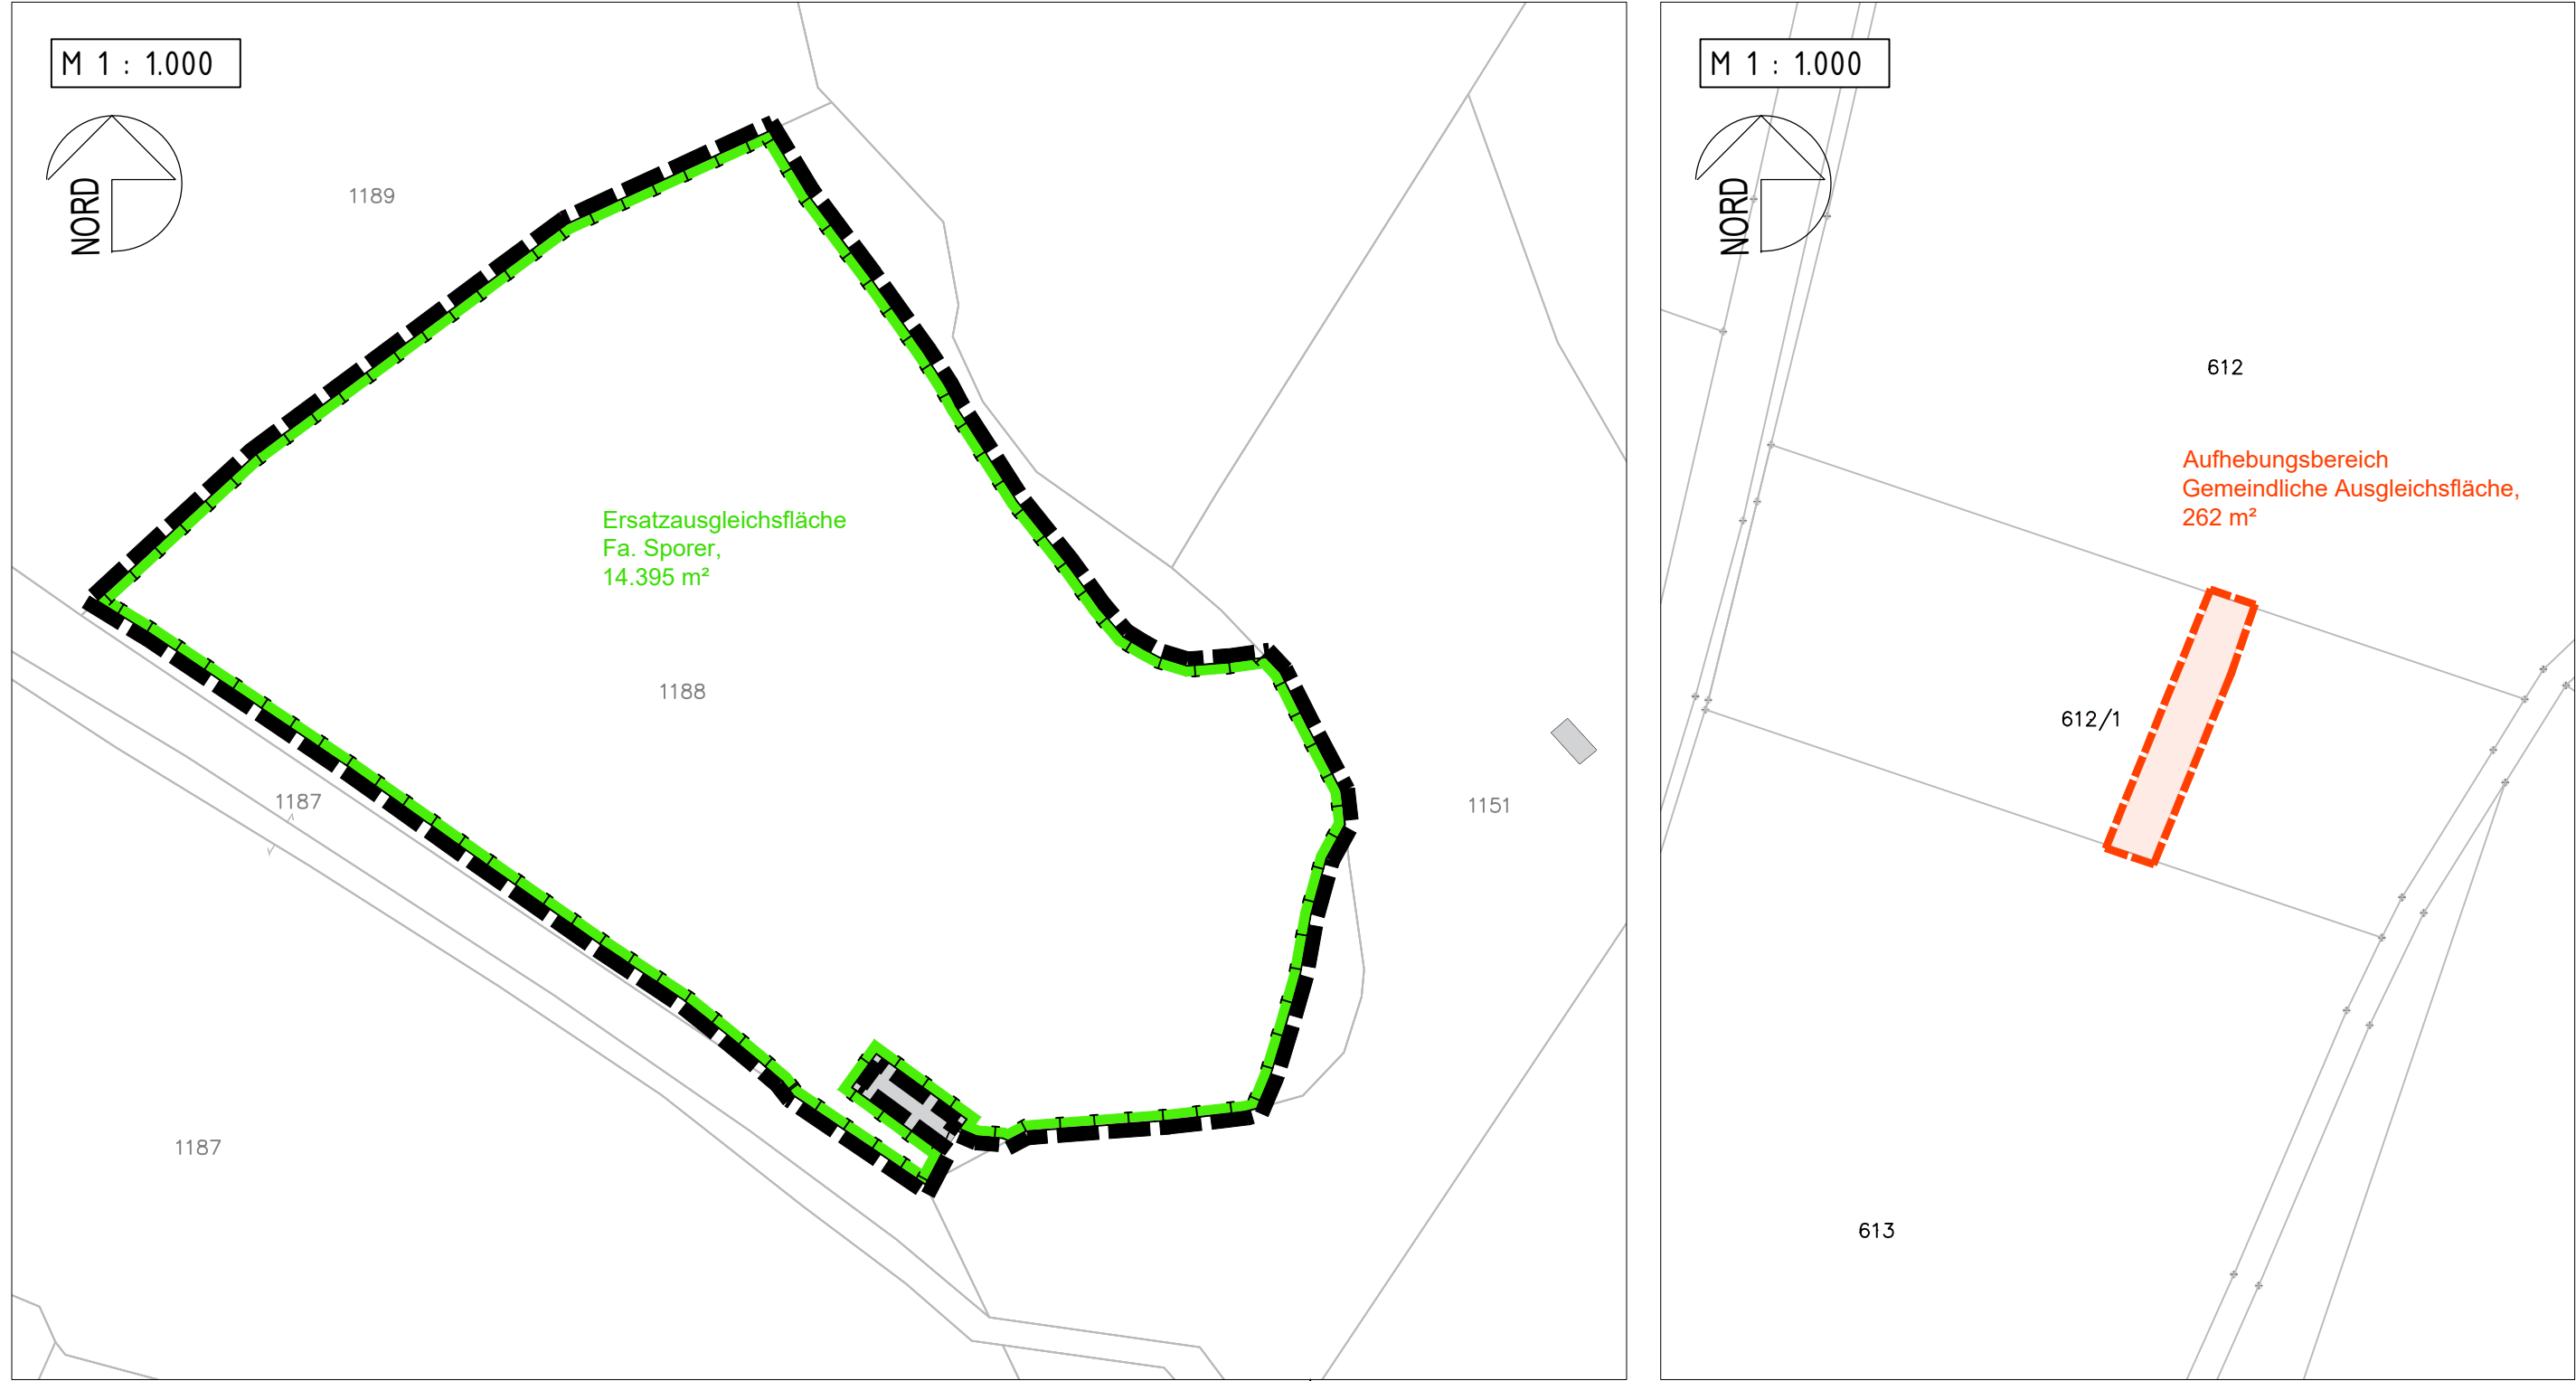 M 1 : 1.000
NORD
1189
Ersatzausgleichsfläche
Fa. Sporer,
14.395 m²
1188
1187
1151
1187
M 1 : 1.000
NORD
612
Aufhebungsbereich
Gemeindliche Ausgleichsfläche,
262 m²
612/1
613